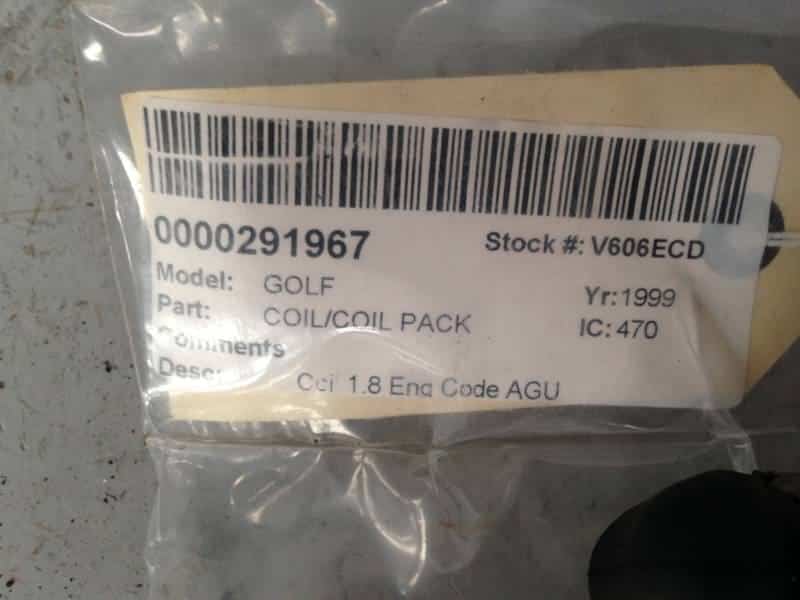 0000291967 Stock #: V606ECD
Model: GOLF Yr: 1999
Part: COIL/COIL PACK IC: 470
Comments
Desc: 1.8 Eng Code AGU